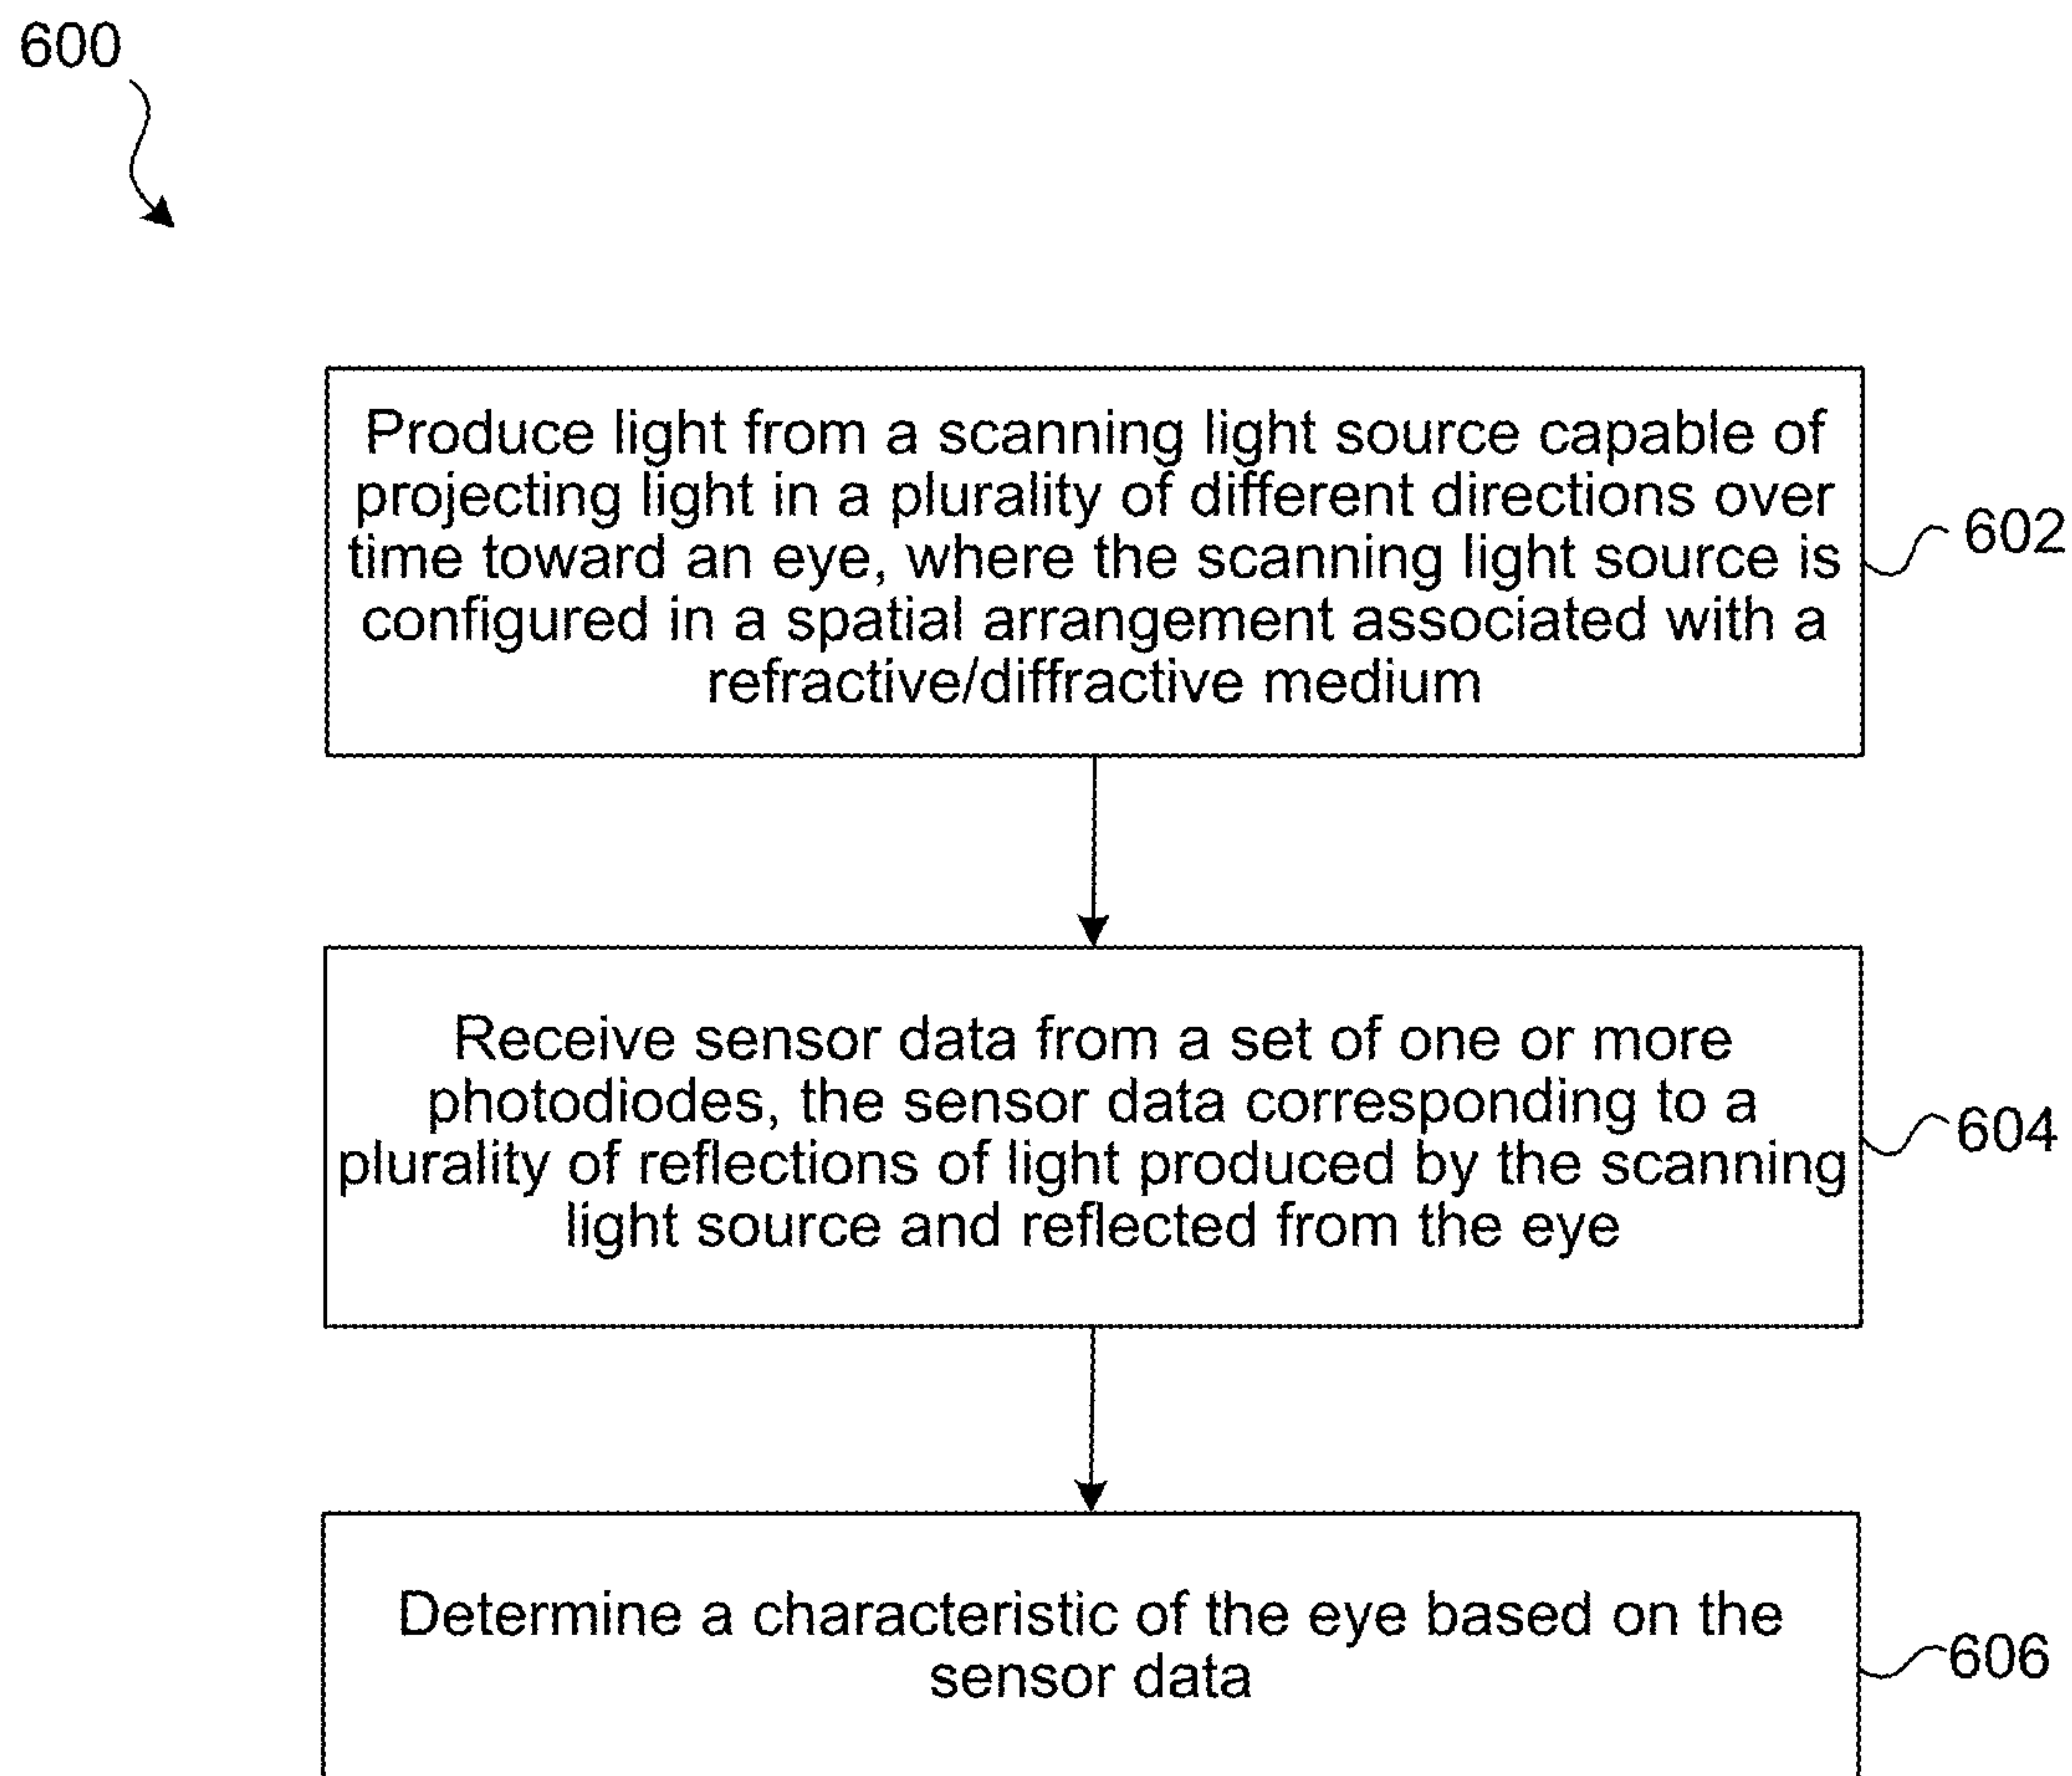 600
Produce light from a scanning light source capable of
projecting light in a plurality of different directions over
time toward an eye, where the scanning light source is
configured in a spatial arrangement associated with a
refractive/diffractive medium
602
Receive sensor data from a set of one or more
photodiodes, the sensor data corresponding to a
plurality of reflections of light produced by the scanning
light source and reflected from the eye
604
Determine a characteristic of the eye based on the
sensor data
606